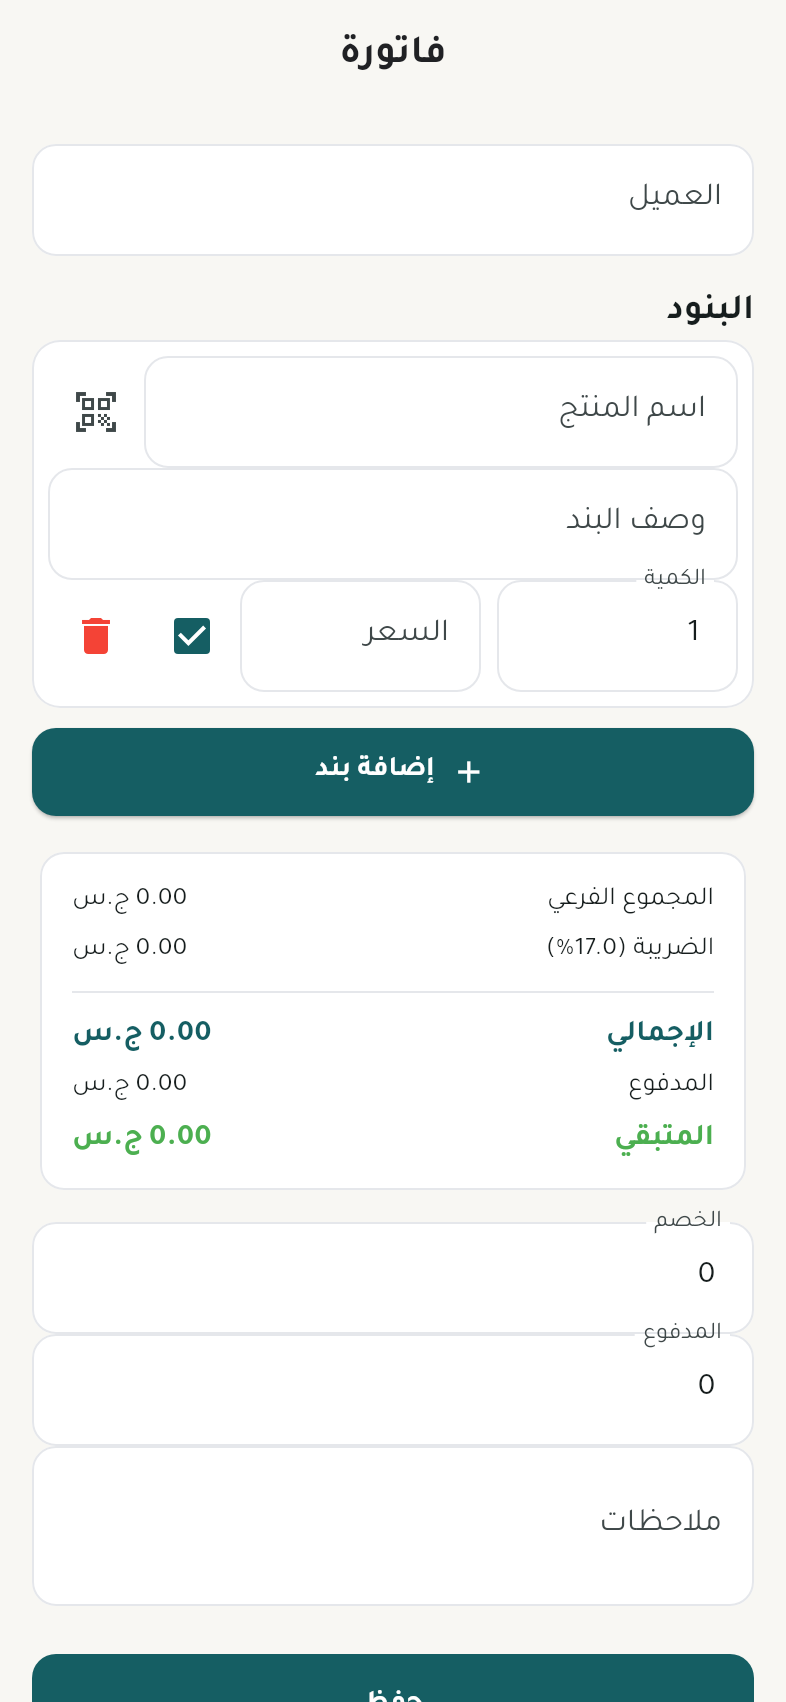 فاتورة
العميل
البنود
اسم المنتج
وصف البند
الكمية
1
السعر
إضافة بند
المجموع الفرعي 0.00 ج.س
الضريبة (17.0%) 0.00 ج.س
الإجمالي 0.00 ج.س
المدفوع 0.00 ج.س
المتبقي 0.00 ج.س
الخصم
0
المدفوع
0
ملاحظات
حفظ